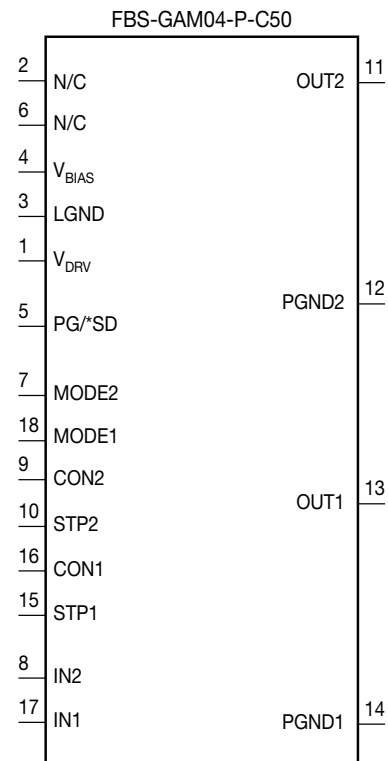 FBS-GAM04-P-C50
2 N/C OUT2 11
6 N/C
4 VBIAS
3 LGND
1 VDRV
PGND2 12
5 PG/*SD
7 MODE2
18 MODE1
9 CON2
OUT1 13
10 STP2
16 CON1
15 STP1
8 IN2
17 IN1 PGND1 14